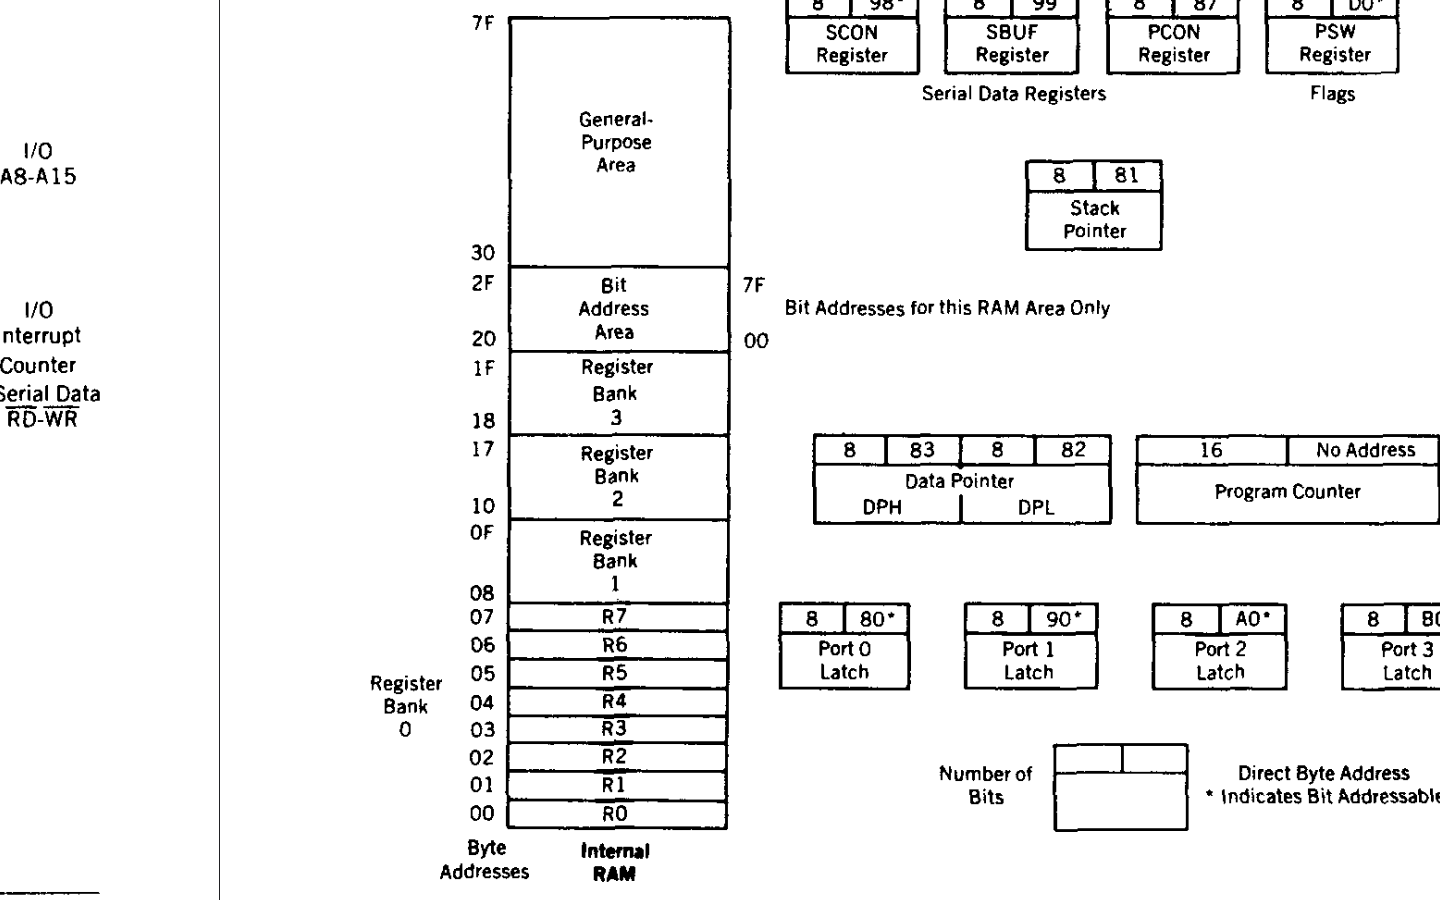 I/O
A8-A15
I/O
nterrupt
Counter
Serial Data
RD-WR
7F
General-
Purpose
Area
30
2F
Bit
Address
Area
20
7F
00
Bit Addresses for this RAM Area Only
1F
Register
Bank
3
18
17
Register
Bank
2
10
0F
Register
Bank
1
08
07 R7
06 R6
05 R5
04 R4
03 R3
02 R2
01 R1
00 R0
Register
Bank
0
Byte
Addresses
Internal
RAM
8 98*
SCON
Register
8 99
SBUF
Register
8 87
PCON
Register
8 D0*
PSW
Register
Serial Data Registers
Flags
8 81
Stack
Pointer
8 83 8 82
Data Pointer
DPH DPL
16 No Address
Program Counter
8 80*
Port 0
Latch
8 90*
Port 1
Latch
8 A0*
Port 2
Latch
8 B0
Port 3
Latch
Number of
Bits
Direct Byte Address
* Indicates Bit Addressable